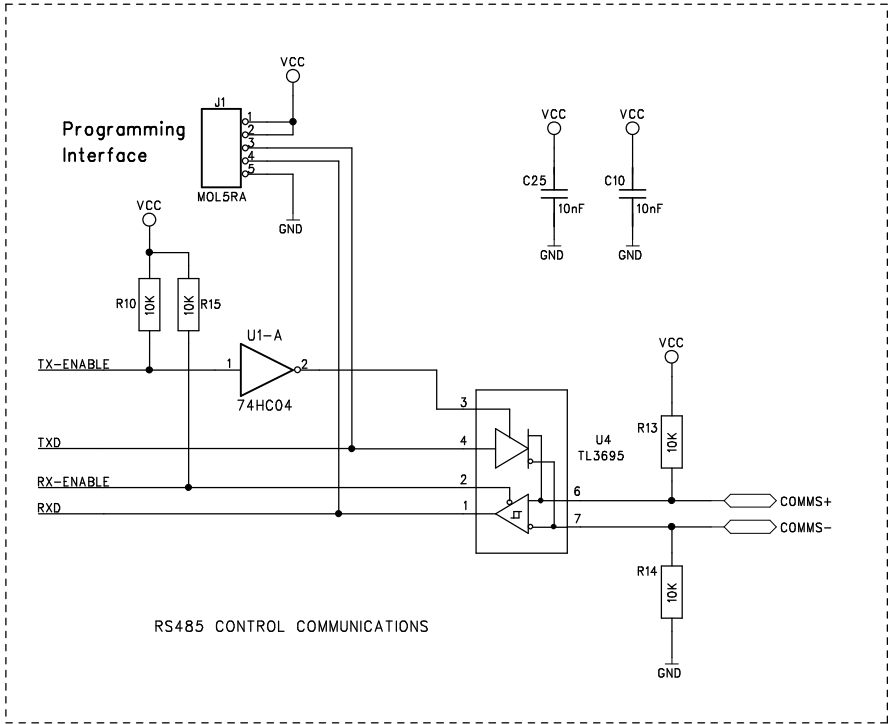 VCC
J1
Programming
Interface
1
2
3
4
5
MOL5RA
GND
VCC
VCC
C25
10nF
C10
10nF
GND
GND
VCC
R10
10K
10K
R15
U1-A
TX-ENABLE
1
2
74HC04
VCC
3
R13
10K
U4
TL3695
TXD
4
RX-ENABLE
2
6
COMMS+
RXD
1
7
COMMS-
R14
10K
RS485 CONTROL COMMUNICATIONS
GND